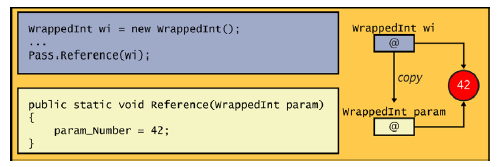 WrappedInt wi = new WrappedInt();
...
Pass.Reference(wi);
public static void Reference(WrappedInt param)
{
param_Number = 42;
}
WrappedInt wi
@
copy
42
WrappedInt param
@